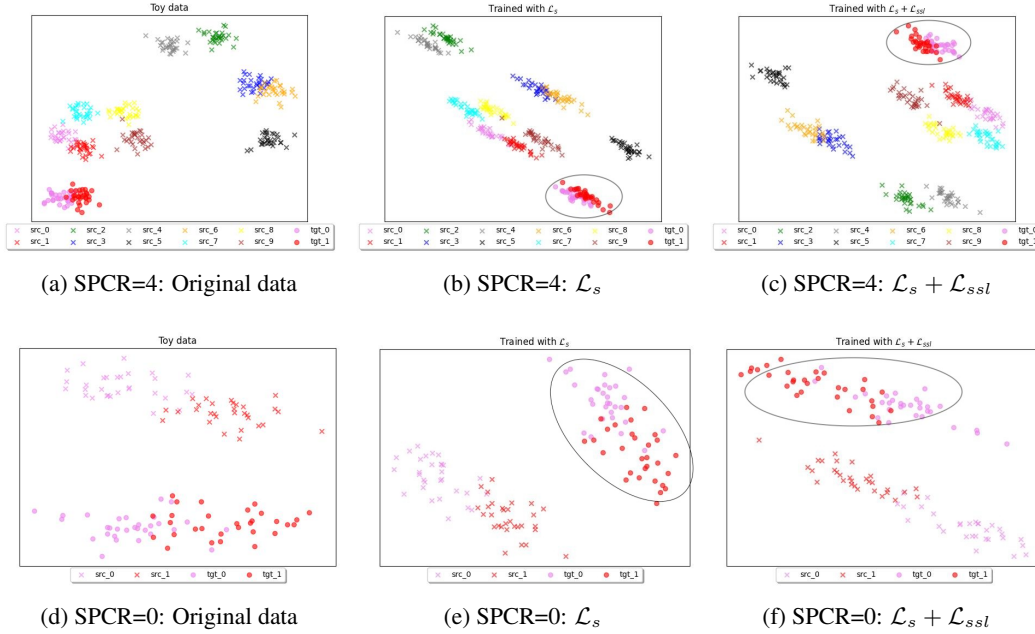 Toy data
Trained with ℒs
Trained with ℒs + ℒssl
src_0 src_2 src_4 src_6 src_8 tgt_0
src_1 src_3 src_5 src_7 src_9 tgt_1
src_0 src_2 src_4 src_6 src_8 tgt_0
src_1 src_3 src_5 src_7 src_9 tgt_1
src_0 src_2 src_4 src_6 src_8 tgt_0
src_1 src_3 src_5 src_7 src_9 tgt_1
(a) SPCR=4: Original data
(b) SPCR=4: ℒs
(c) SPCR=4: ℒs + ℒssl
Toy data
Trained with ℒs
Trained with ℒs + ℒssl
src_0 src_1 tgt_0 tgt_1
src_0 src_1 tgt_0 tgt_1
src_0 src_1 tgt_0 tgt_1
(d) SPCR=0: Original data
(e) SPCR=0: ℒs
(f) SPCR=0: ℒs + ℒssl